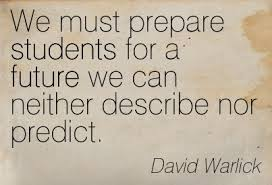 We must prepare
students for a
future we can
neither describe nor
predict.
David Warlick